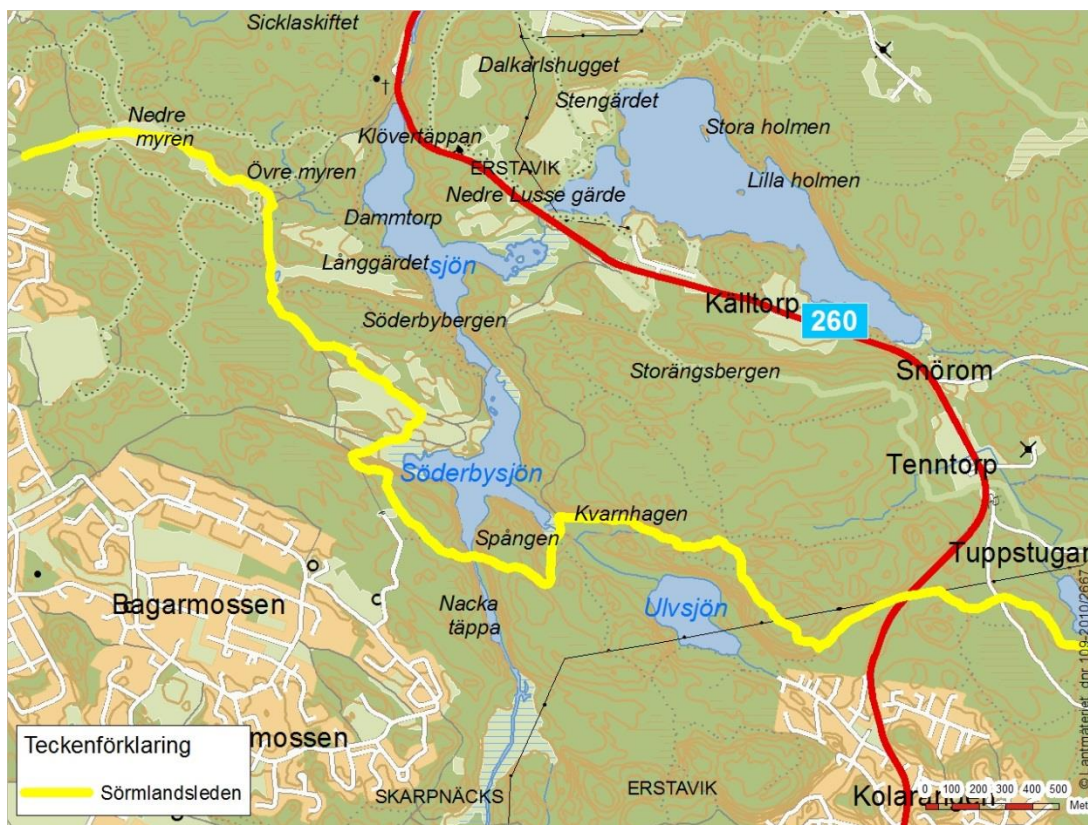 Sicklaskiftet
Dalkarlshugget
Stengärdet
Nedre
myren
Klövertäppan
Stora holmen
Övre myren
ERSTAVIK
Lilla holmen
Nedre Lusse gärde
Dammtorp
Långgärdet
sjön
Källtorp
260
Söderbybergen
Storängsbergen
Snörom
Söderbysjön
Tenntorp
Kvarnhagen
Spången
Tuppstugan
Bagarmossen
Nacka
täppa
Ulvsjön
Teckenförklaring
mossen
Sörmlandsleden
SKARPNÄCKS
ERSTAVIK
0 100 200 300 400 500
Met